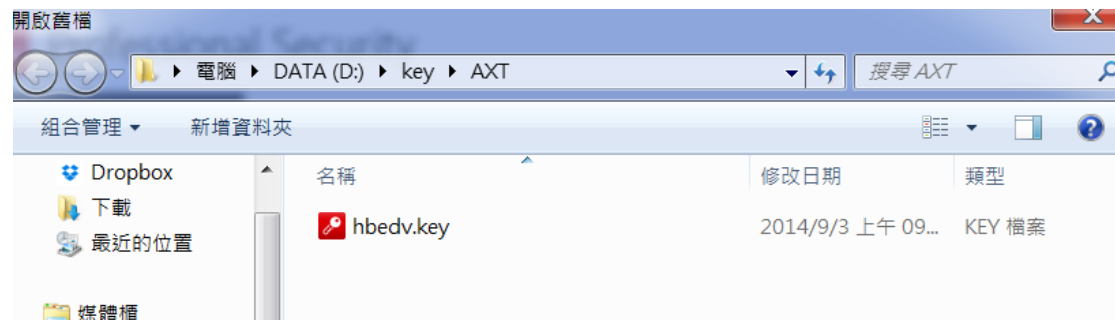 開啟舊檔
Professional Security
電腦 ▸ DATA (D:) ▸ key ▸ AXT
搜尋 AXT
組合管理
新增資料夾
Dropbox
下載
最近的位置
媒體櫃
名稱
修改日期
類型
hbedv.key
2014/9/3 上午 09...
KEY 檔案